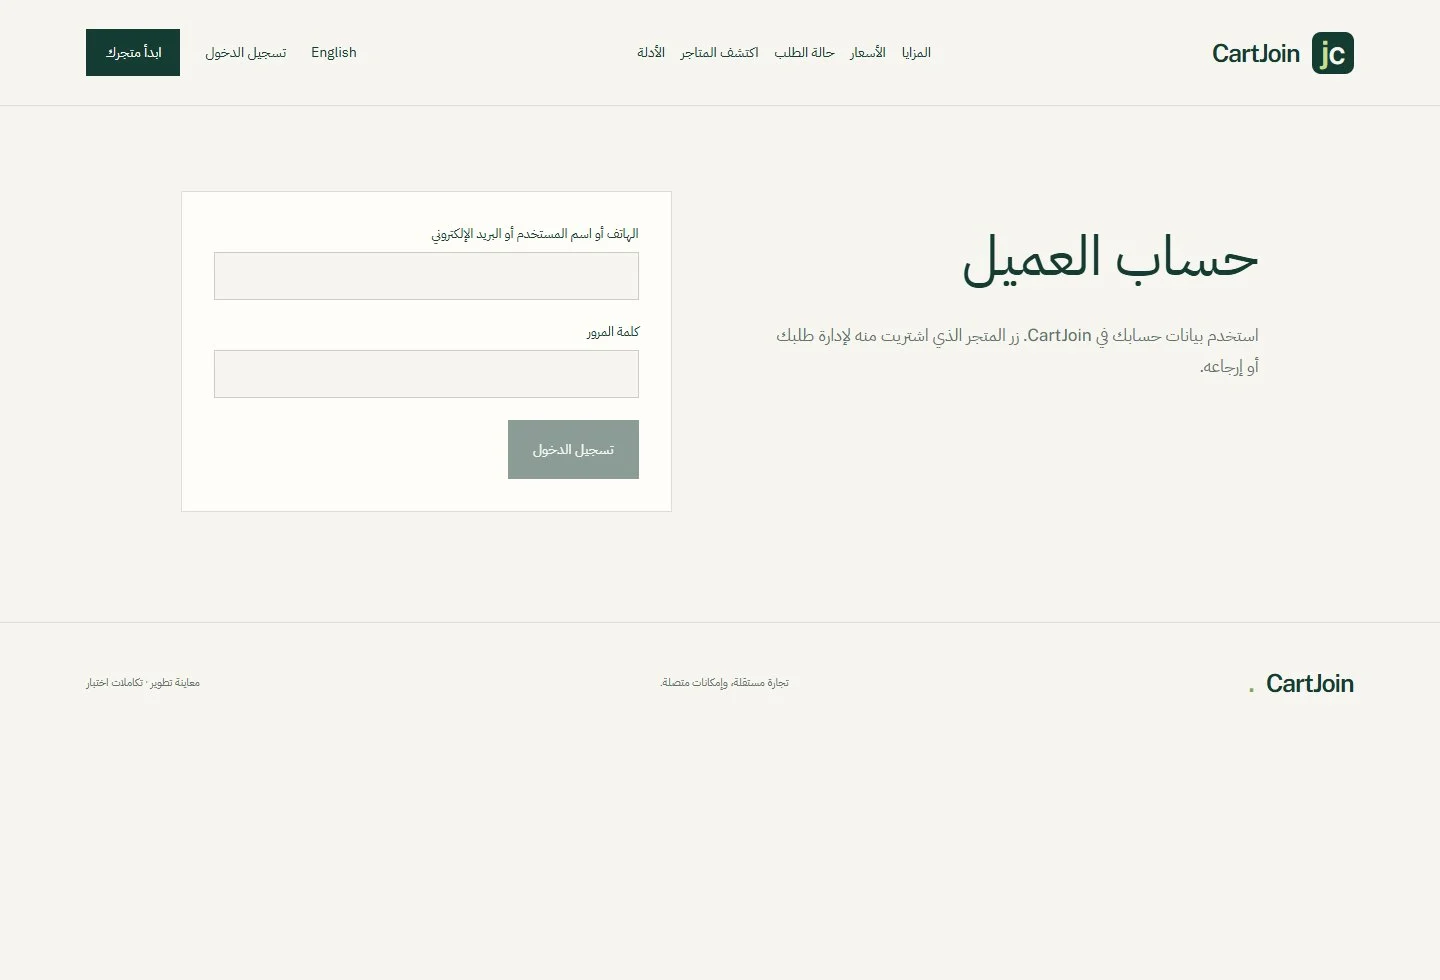 jc CartJoin
المزايا الأسعار حالة الطلب اكتشف المتاجر الأدلة
English تسجيل الدخول ابدأ متجرك
حساب العميل
استخدم بيانات حسابك في CartJoin. زر المتجر الذي اشتريت منه لإدارة طلبك
أو إرجاعه.
الهاتف أو اسم المستخدم أو البريد الإلكتروني
كلمة المرور
تسجيل الدخول
CartJoin .
تجارة مستقلة، وإمكانات متصلة.
معاينة تطوير · تكاملات اختبار